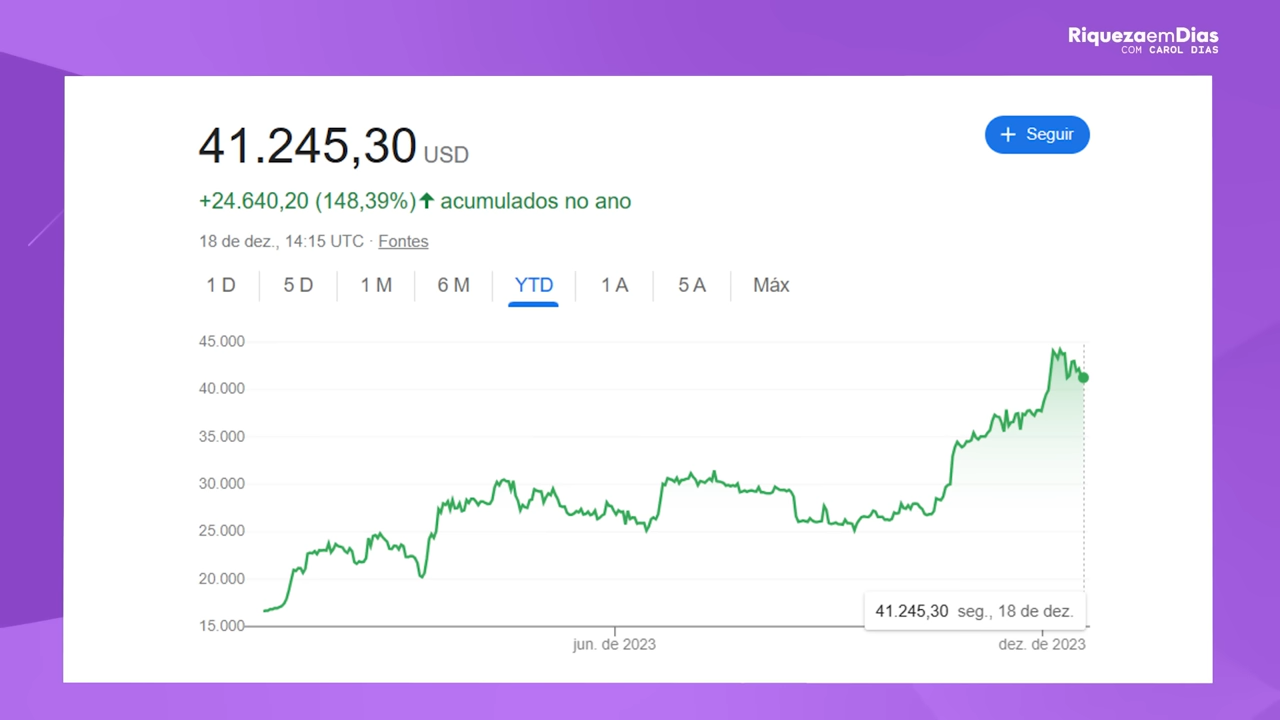 RiquezaemDias
COM CAROL DIAS
41.245,30 USD
+ Seguir
+24.640,20 (148,39%)↑ acumulados no ano
18 de dez., 14:15 UTC · Fontes
1 D 5 D 1 M 6 M YTD 1 A 5 A Máx
45.000
40.000
35.000
30.000
25.000
20.000
15.000
41.245,30 seg., 18 de dez.
jun. de 2023 dez. de 2023